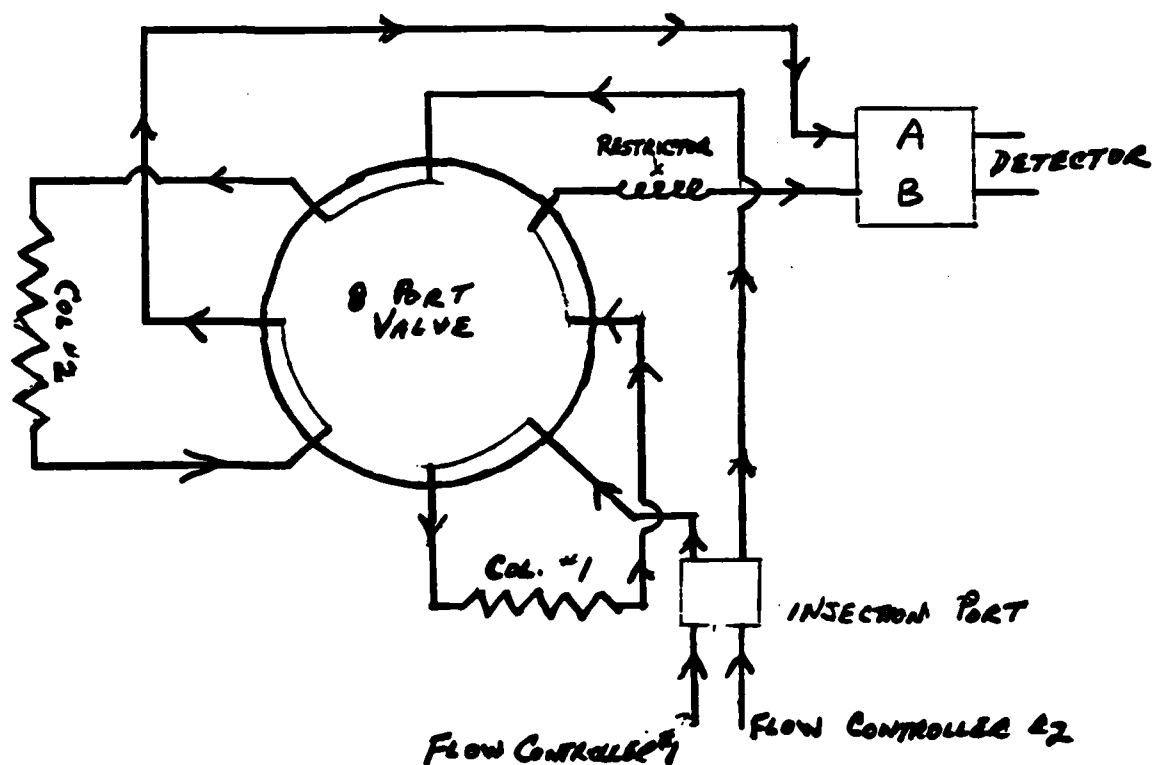 RESTRICTOR
X
A
B
DETECTOR
8 PORT
VALVE
COL #2
COL. #1
INJECTION PORT
FLOW CONTROLLER #1
FLOW CONTROLLER #2